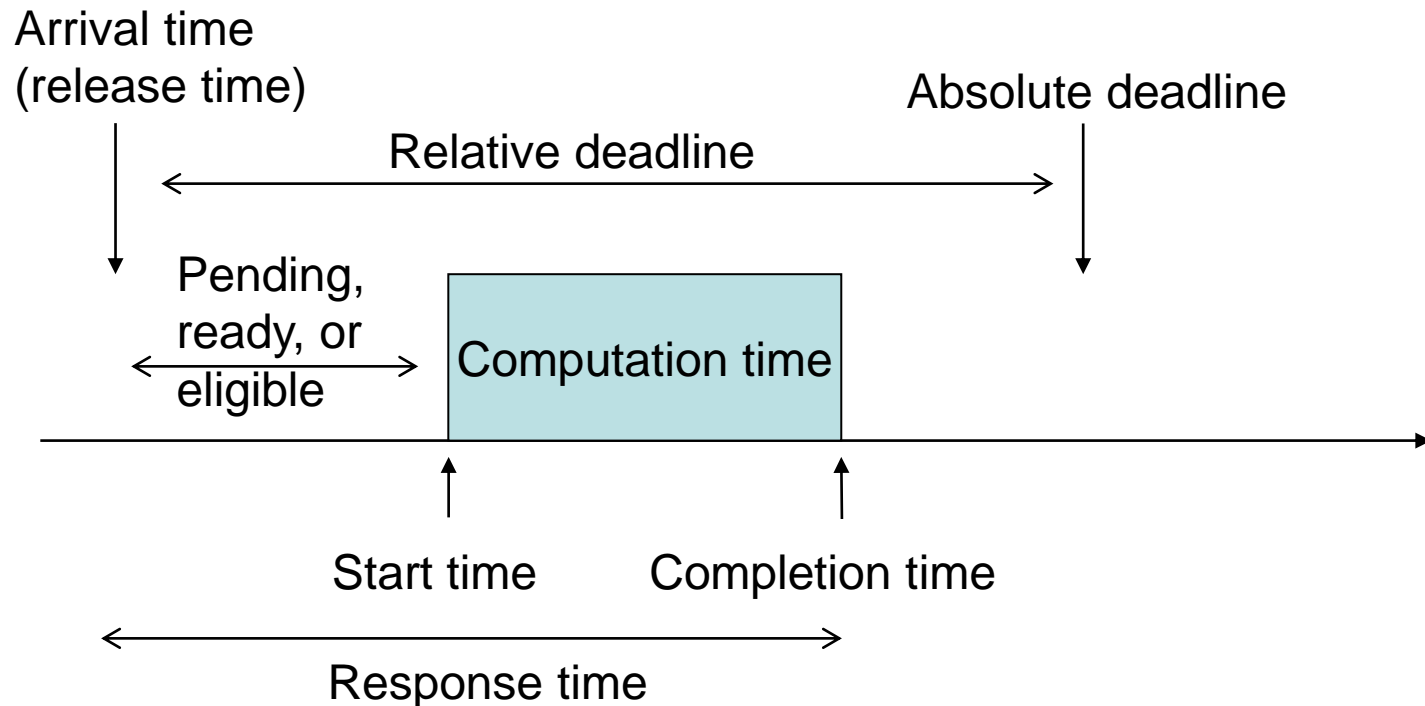 Arrival time
(release time)
Absolute deadline
Relative deadline
Pending,
ready, or
eligible
Computation time
Start time
Completion time
Response time